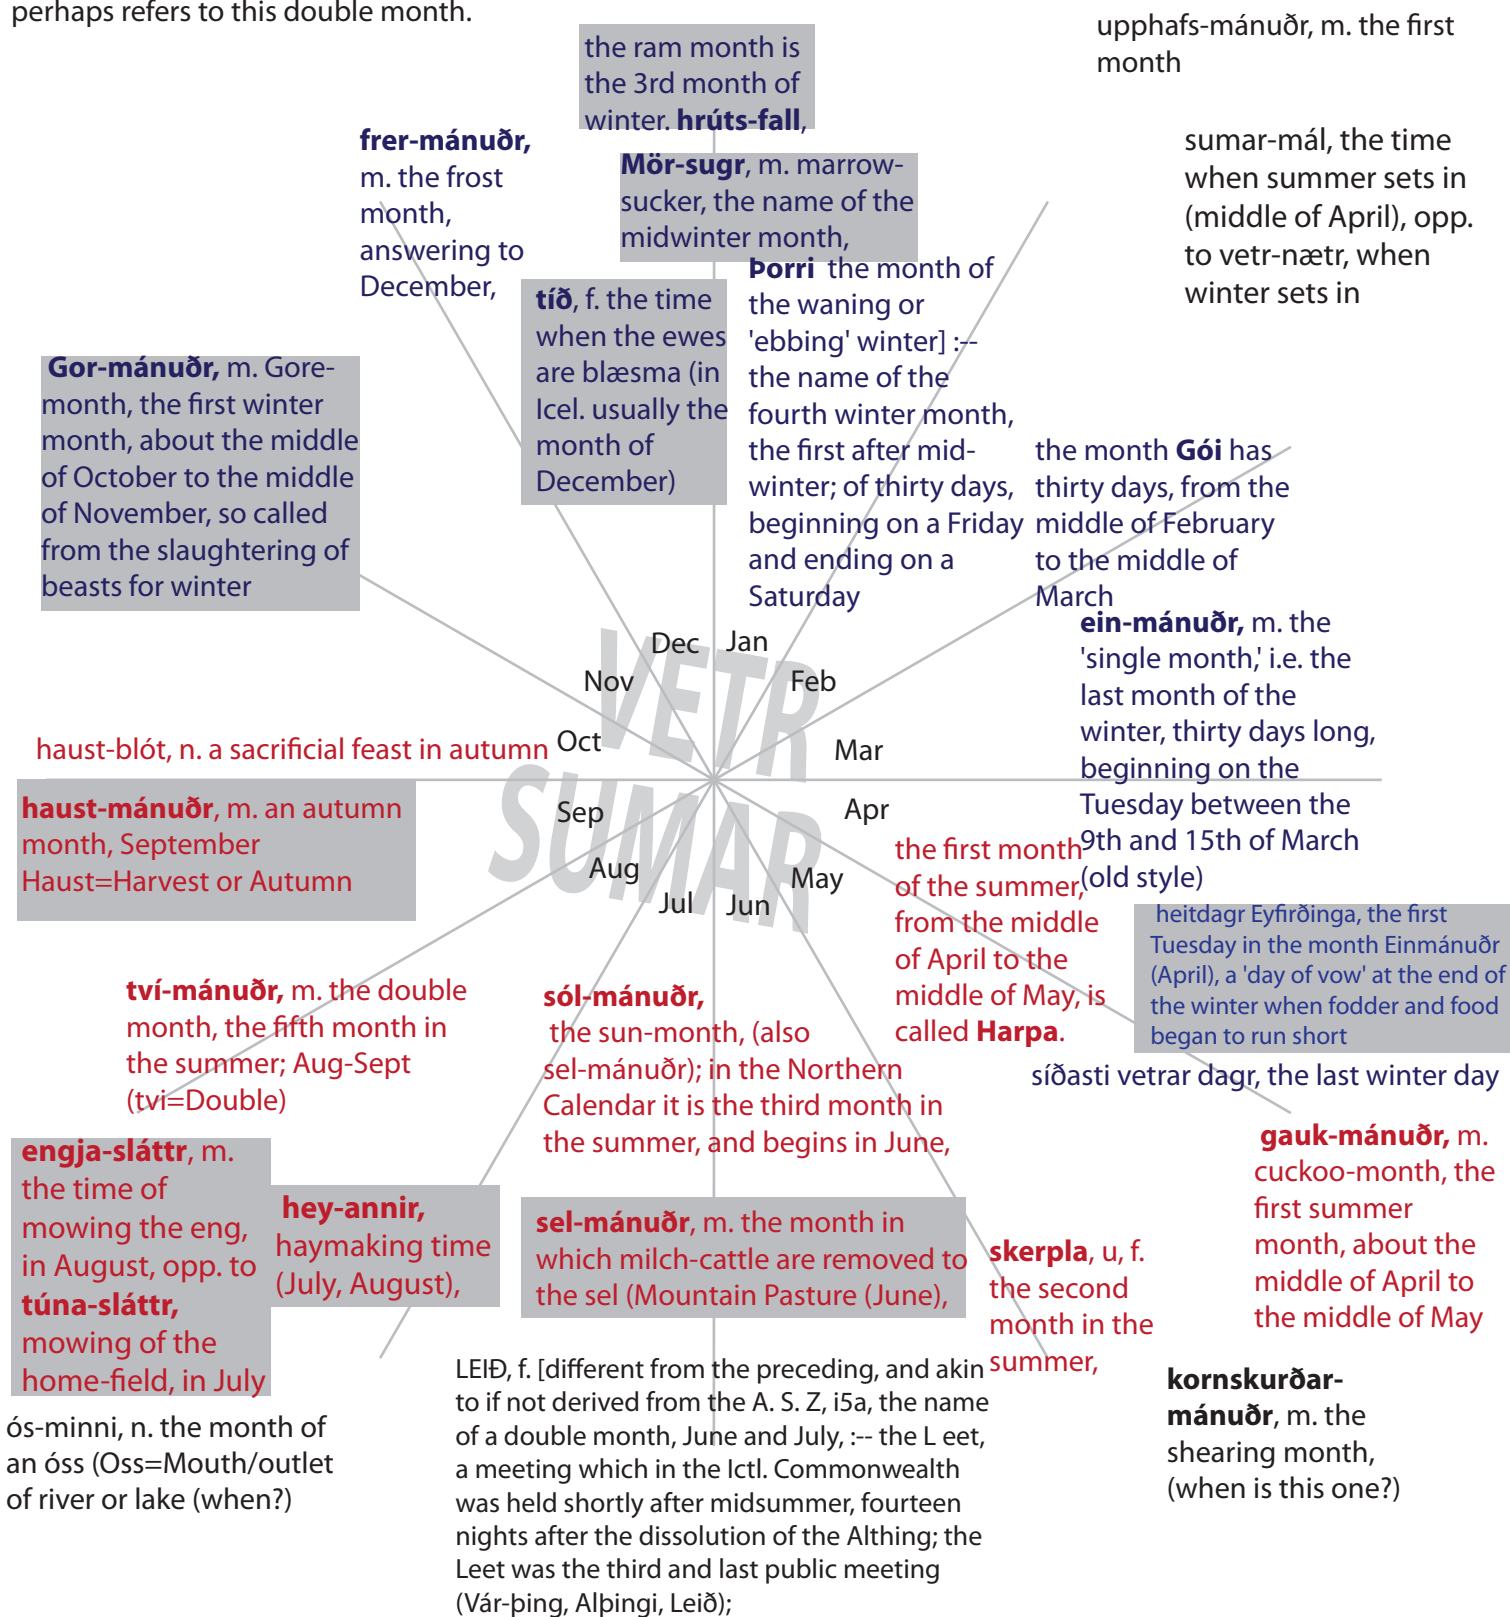 perhaps refers to this double month.
upphafs-mánuðr, m. the first
month
the ram month is
the 3rd month of
winter. hrúts-fall,
frer-mánuðr,
m. the frost
month,
answering to
December,
sumar-mál, the time
when summer sets in
(middle of April), opp.
to vetr-nætr, when
winter sets in
Mör-sugr, m. marrow-
sucker, the name of the
midwinter month,
tíð, f. the time
when the ewes
are blæsma (in
Icel. usually the
month of
December)
Þorri the month of
the waning or
'ebbing' winter] :--
the name of the
fourth winter month,
the first after mid-
winter; of thirty days,
beginning on a Friday
and ending on a
Saturday
Gor-mánuðr, m. Gore-
month, the first winter
month, about the middle
of October to the middle
of November, so called
from the slaughtering of
beasts for winter
the month Gói has
thirty days, from the
middle of February
to the middle of
March
ein-mánuðr, m. the
'single month,' i.e. the
last month of the
winter, thirty days long,
beginning on the
Tuesday between the
9th and 15th of March
(old style)
VETR
SUMAR
Dec
Jan
Nov
Feb
Oct
Mar
Sep
Apr
Aug
May
Jul
Jun
haust-blót, n. a sacrificial feast in autumn
haust-mánuðr, m. an autumn
month, September
Haust=Harvest or Autumn
the first month
of the summer,
from the middle
of April to the
middle of May, is
called Harpa.
heitdagr Eyfirðinga, the first
Tuesday in the month Einmánuðr
(April), a 'day of vow' at the end of
the winter when fodder and food
began to run short
síðasti vetrar dagr, the last winter day
tví-mánuðr, m. the double
month, the fifth month in
the summer; Aug-Sept
(tvi=Double)
sól-mánuðr,
the sun-month, (also
sel-mánuðr); in the Northern
Calendar it is the third month in
the summer, and begins in June,
gauk-mánuðr, m.
cuckoo-month, the
first summer
month, about the
middle of April to
the middle of May
engja-sláttr, m.
the time of
mowing the eng,
in August, opp. to
túna-sláttr,
mowing of the
home-field, in July
hey-annir,
haymaking time
(July, August),
sel-mánuðr, m. the month in
which milch-cattle are removed to
the sel (Mountain Pasture (June),
skerpla, u, f.
the second
month in the
summer,
LEIÐ, f. [different from the preceding, and akin
to if not derived from the A. S. Z, i5a, the name
of a double month, June and July, :-- the L eet,
a meeting which in the Ictl. Commonwealth
was held shortly after midsummer, fourteen
nights after the dissolution of the Althing; the
Leet was the third and last public meeting
(Vár-þing, Alþingi, Leið);
kornskurðar-
mánuðr, m. the
shearing month,
(when is this one?)
ós-minni, n. the month of
an óss (Oss=Mouth/outlet
of river or lake (when?)